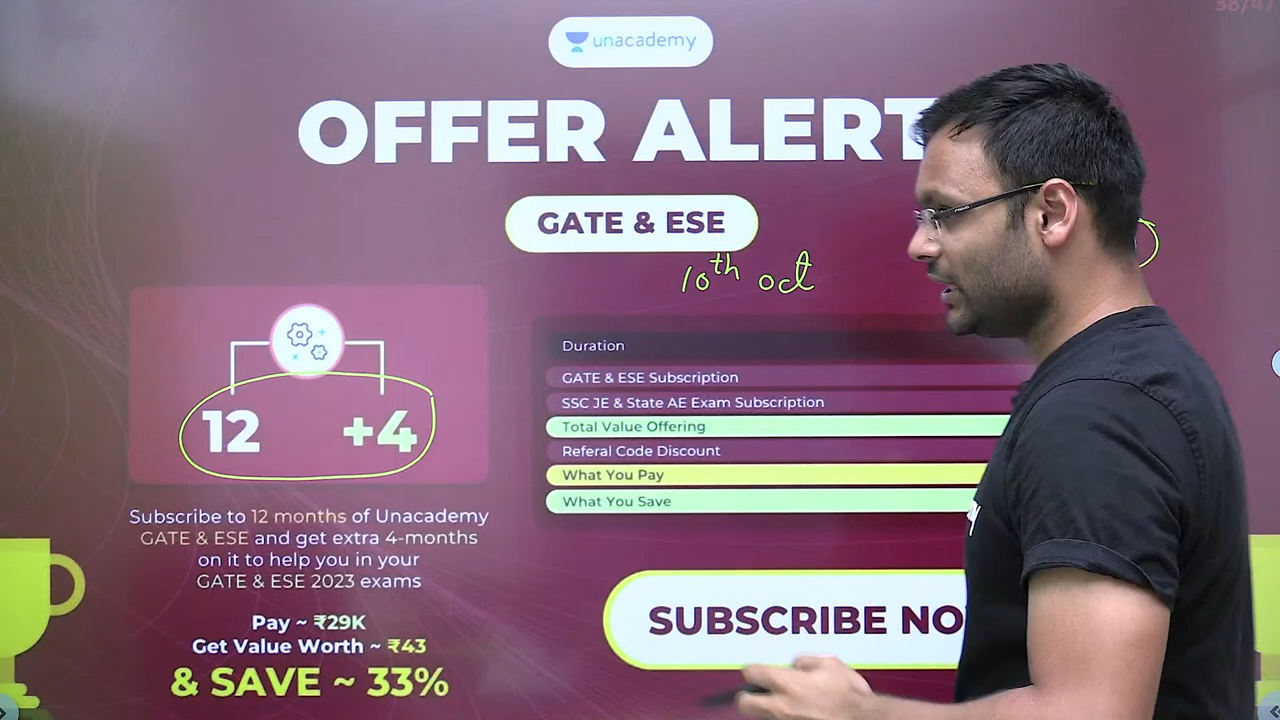 38/47
unacademy
OFFER ALERT
GATE & ESE
10th oct
12 +4
Subscribe to 12 months of Unacademy
GATE & ESE and get extra 4-months
on it to help you in your
GATE & ESE 2023 exams
Pay ~ ₹29K
Get Value Worth ~ ₹43
& SAVE ~ 33%
Duration
GATE & ESE Subscription
SSC JE & State AE Exam Subscription
Total Value Offering
Referal Code Discount
What You Pay
What You Save
SUBSCRIBE NO